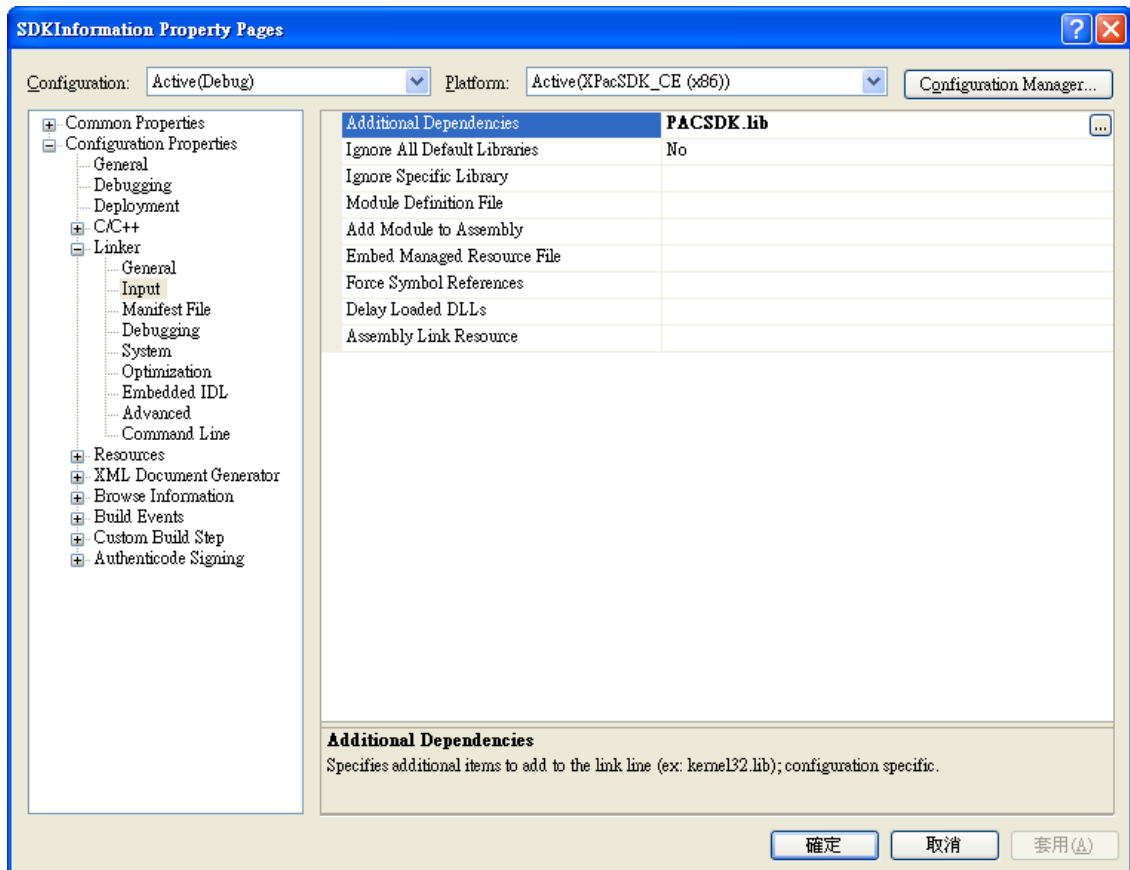 SDKInformation Property Pages
Configuration: Active(Debug) Platform: Active(XPacSDK_CE (x86)) Configuration Manager...
Common Properties
Configuration Properties
General
Debugging
Deployment
C/C++
Linker
General
Input
Manifest File
Debugging
System
Optimization
Embedded IDL
Advanced
Command Line
Resources
XML Document Generator
Browse Information
Build Events
Custom Build Step
Authenticode Signing
Additional Dependencies PACSDK.lib ...
Ignore All Default Libraries No
Ignore Specific Library
Module Definition File
Add Module to Assembly
Embed Managed Resource File
Force Symbol References
Delay Loaded DLLs
Assembly Link Resource
Additional Dependencies
Specifies additional items to add to the link line (ex: kernel32.lib); configuration specific.
確定 取消 套用(A)